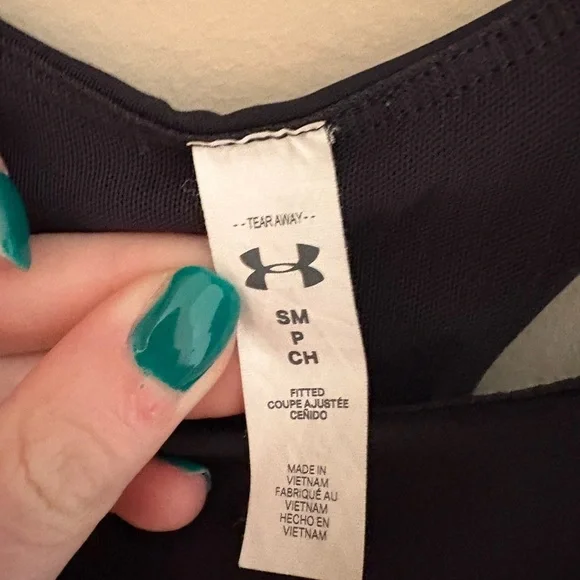 --TEAR AWAY--
SM
P
CH
FITTED
COUPE AJUSTÉE
CEÑIDO
MADE IN
VIETNAM
FABRIQUÉ AU
VIETNAM
HECHO EN
VIETNAM